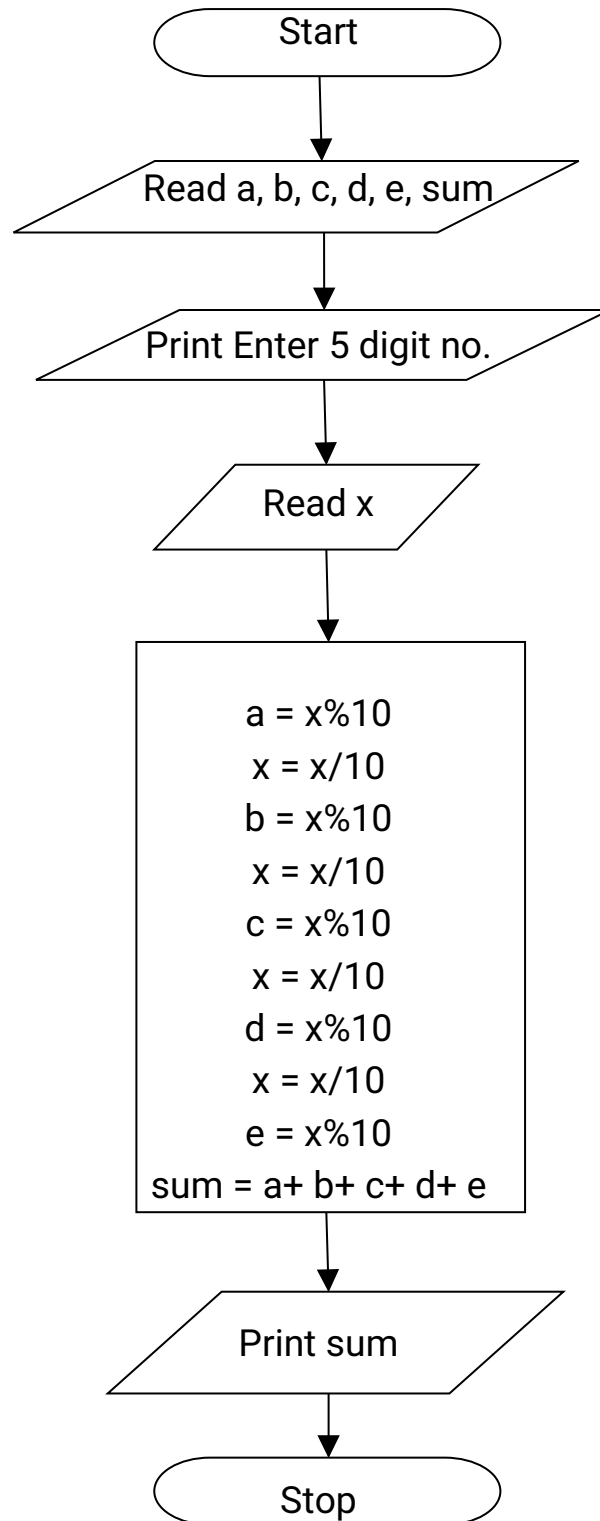 Start
Read a, b, c, d, e, sum
Print Enter 5 digit no.
Read x
a = x%10
x = x/10
b = x%10
x = x/10
c = x%10
x = x/10
d = x%10
x = x/10
e = x%10
sum = a+ b+ c+ d+ e
Print sum
Stop